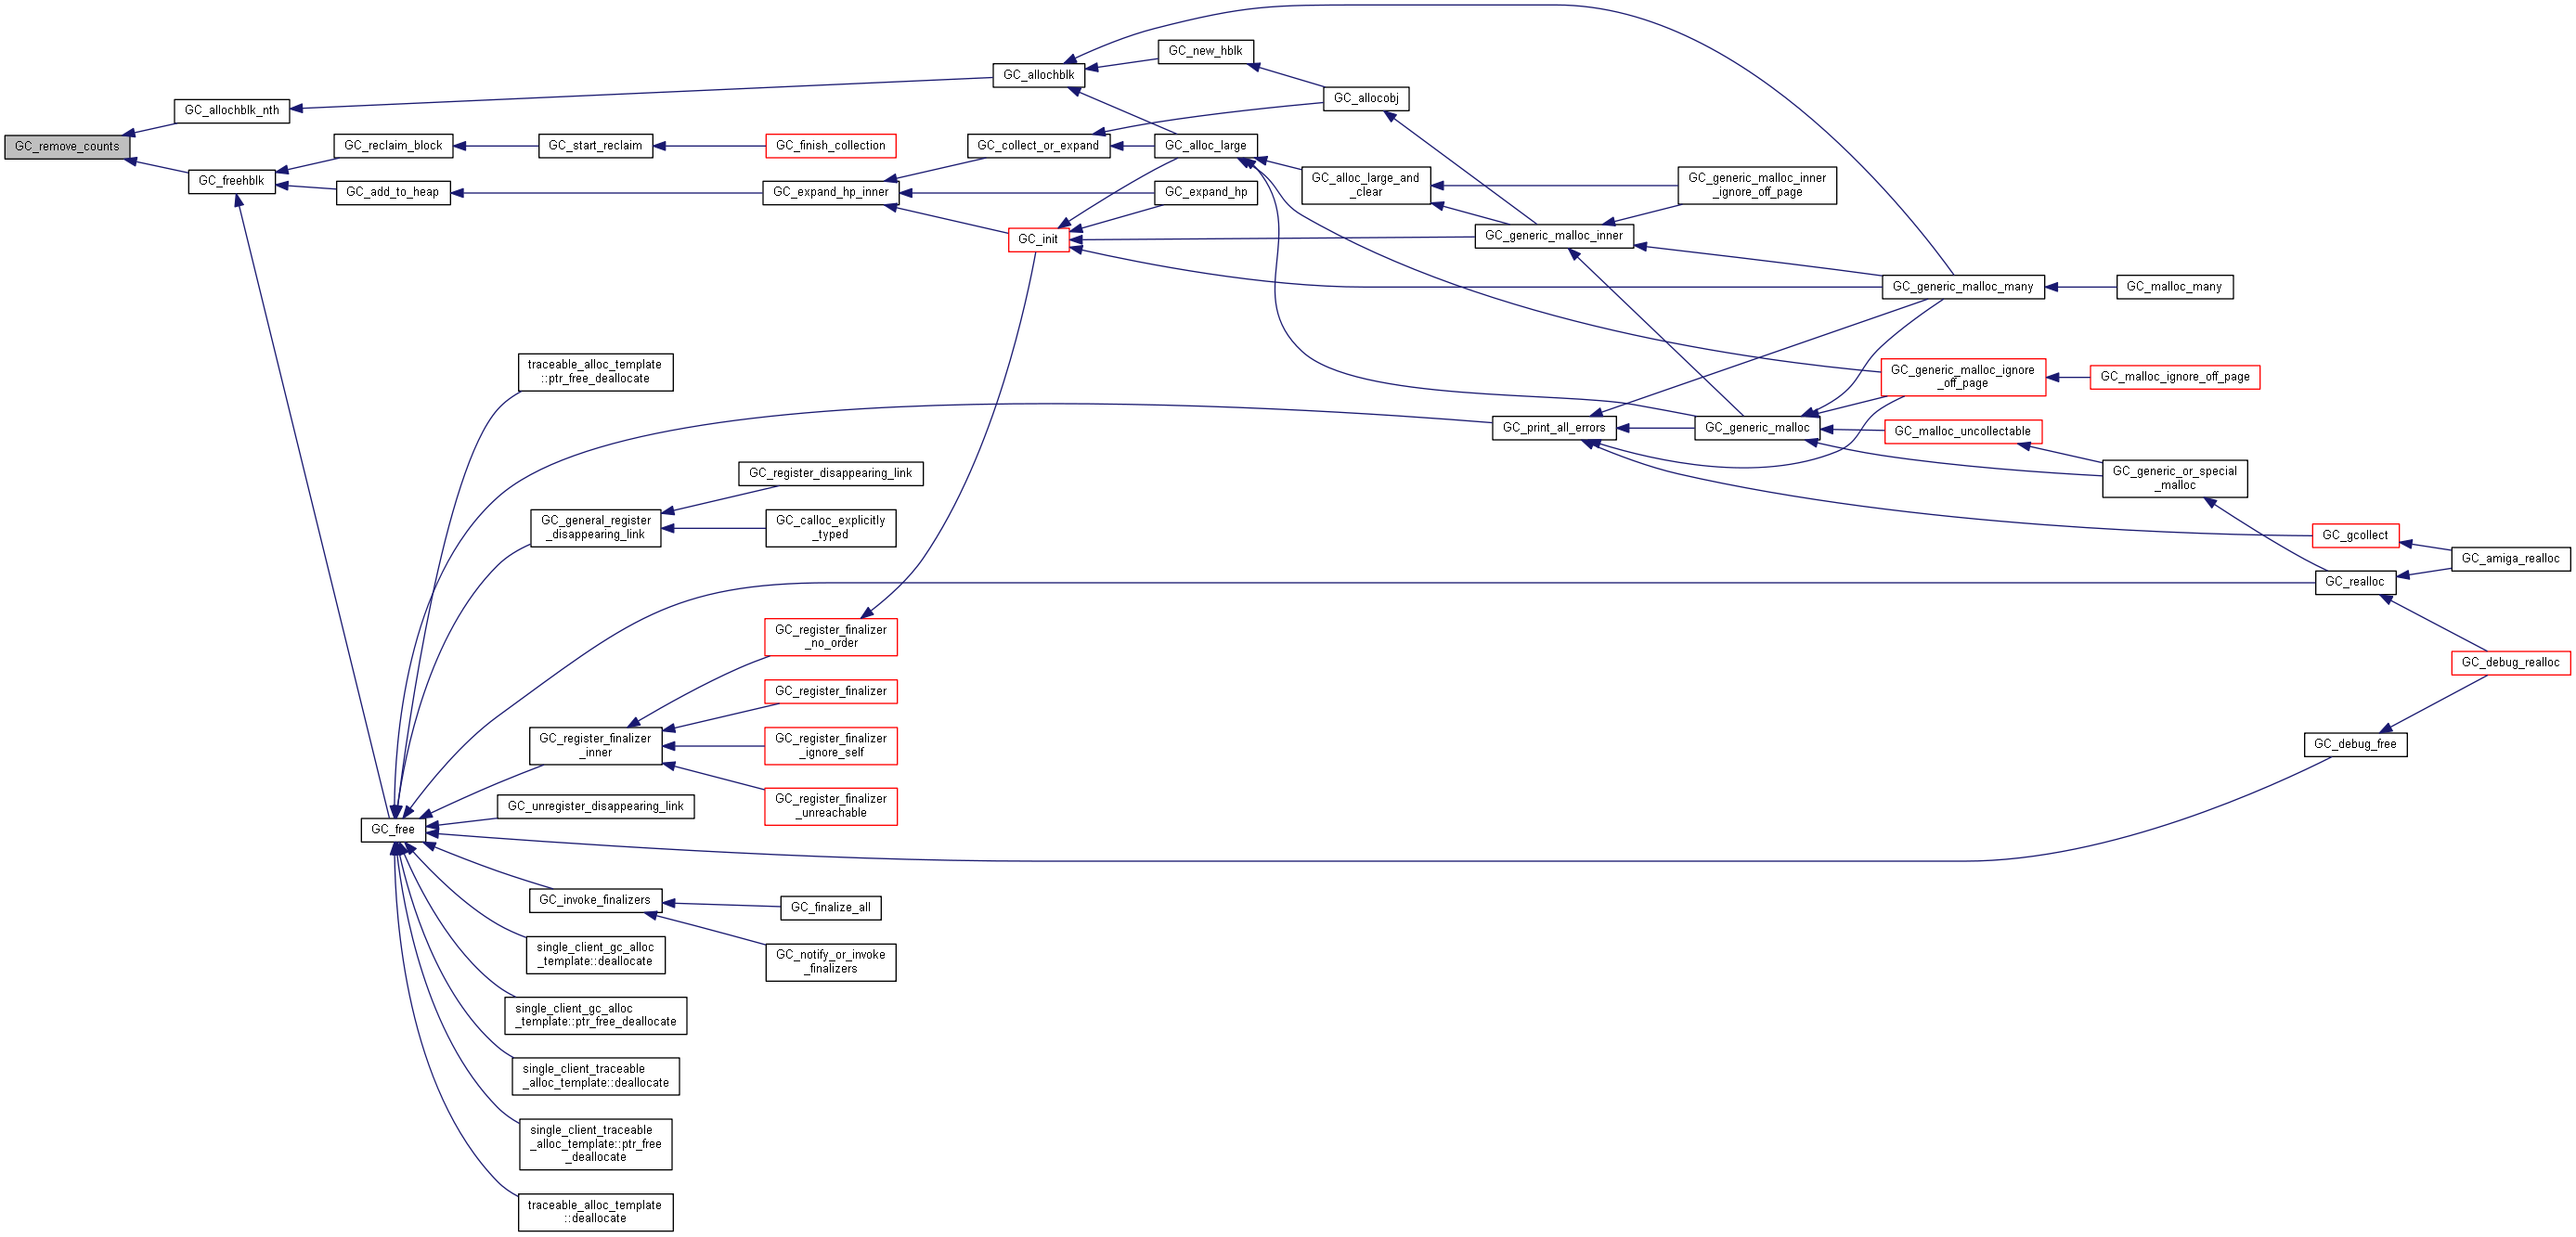 GC_remove_counts
GC_allochblk_nth
GC_freehblk
GC_reclaim_block
GC_add_to_heap
GC_start_reclaim
GC_finish_collection
GC_expand_hp_inner
GC_allochblk
GC_collect_or_expand
GC_init
GC_new_hblk
GC_alloc_large
GC_expand_hp
GC_allocobj
GC_alloc_large_and
_clear
GC_generic_malloc_inner
GC_generic_malloc_inner
_ignore_off_page
GC_generic_malloc_many
GC_malloc_many
GC_generic_malloc_ignore
_off_page
GC_malloc_ignore_off_page
GC_print_all_errors
GC_generic_malloc
GC_malloc_uncollectable
GC_generic_or_special
_malloc
GC_gcollect
GC_amiga_realloc
GC_realloc
GC_debug_realloc
GC_debug_free
traceable_alloc_template
::ptr_free_deallocate
GC_register_disappearing_link
GC_general_register
_disappearing_link
GC_calloc_explicitly
_typed
GC_register_finalizer
_no_order
GC_register_finalizer
GC_register_finalizer
_inner
GC_register_finalizer
_ignore_self
GC_register_finalizer
_unreachable
GC_unregister_disappearing_link
GC_free
GC_invoke_finalizers
GC_finalize_all
GC_notify_or_invoke
_finalizers
single_client_gc_alloc
_template::deallocate
single_client_gc_alloc
_template::ptr_free_deallocate
single_client_traceable
_alloc_template::deallocate
single_client_traceable
_alloc_template::ptr_free
_deallocate
traceable_alloc_template
::deallocate